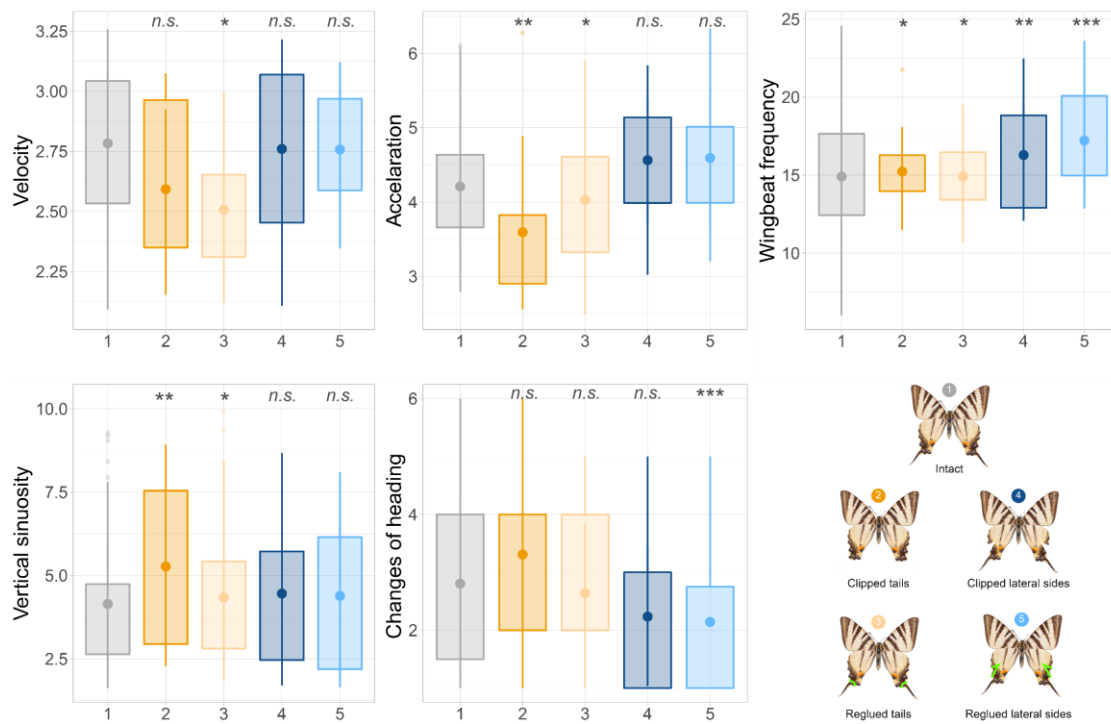 n.s. * n.s. n.s.
3.25
3.00
2.75
2.50
2.25
Velocity
1 2 3 4 5
** * n.s. n.s.
6
5
4
3
Accelaration
1 2 3 4 5
* * ** ***
25
20
15
10
Wingbeat frequency
1 2 3 4 5
** * n.s. n.s.
10.0
7.5
5.0
2.5
Vertical sinuosity
1 2 3 4 5
n.s. n.s. n.s. ***
6
4
2
Changes of heading
1 2 3 4 5
1
Intact
2 4
Clipped tails Clipped lateral sides
3 5
Reglued tails Reglued lateral sides